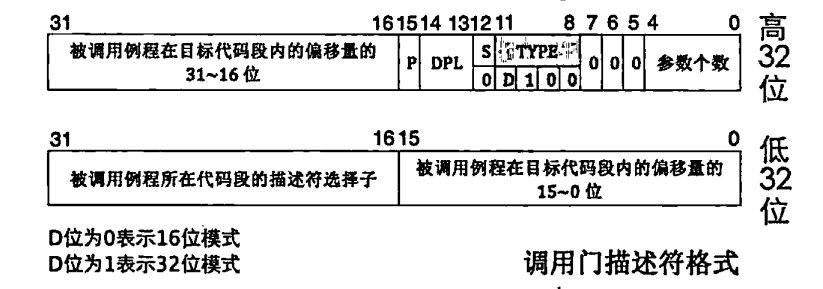 31 16 15 14 13 12 11 8 7 6 5 4 0
被调用例程在目标代码段内的偏移量的
31~16 位
P DPL S TYPE 0 0 0 参数个数
0 D 1 0 0
高32位
31 16 15 0
被调用例程所在代码段的描述符选择子
被调用例程在目标代码段内的偏移量的
15~0 位
低32位
D位为0表示16位模式
D位为1表示32位模式
调用门描述符格式